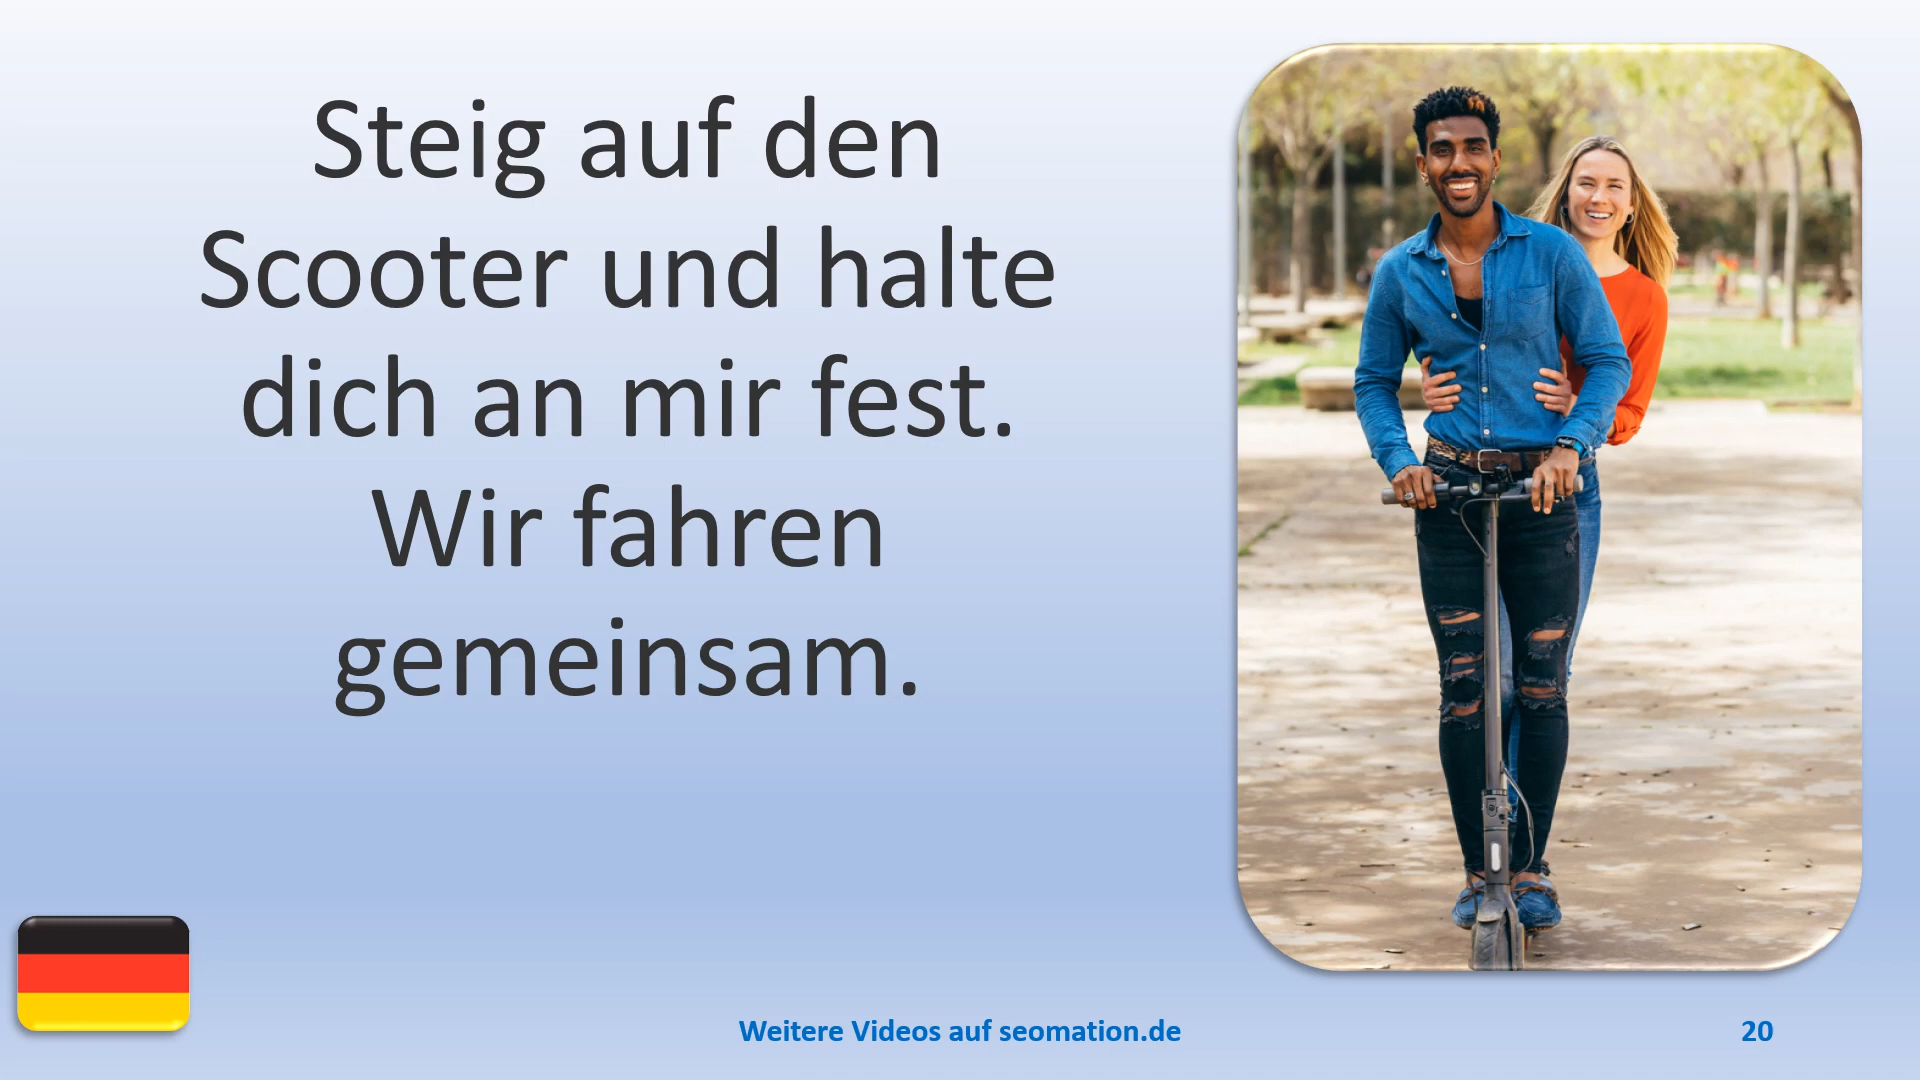 Steig auf den
Scooter und halte
dich an mir fest.
Wir fahren
gemeinsam.
Weitere Videos auf seomation.de
20